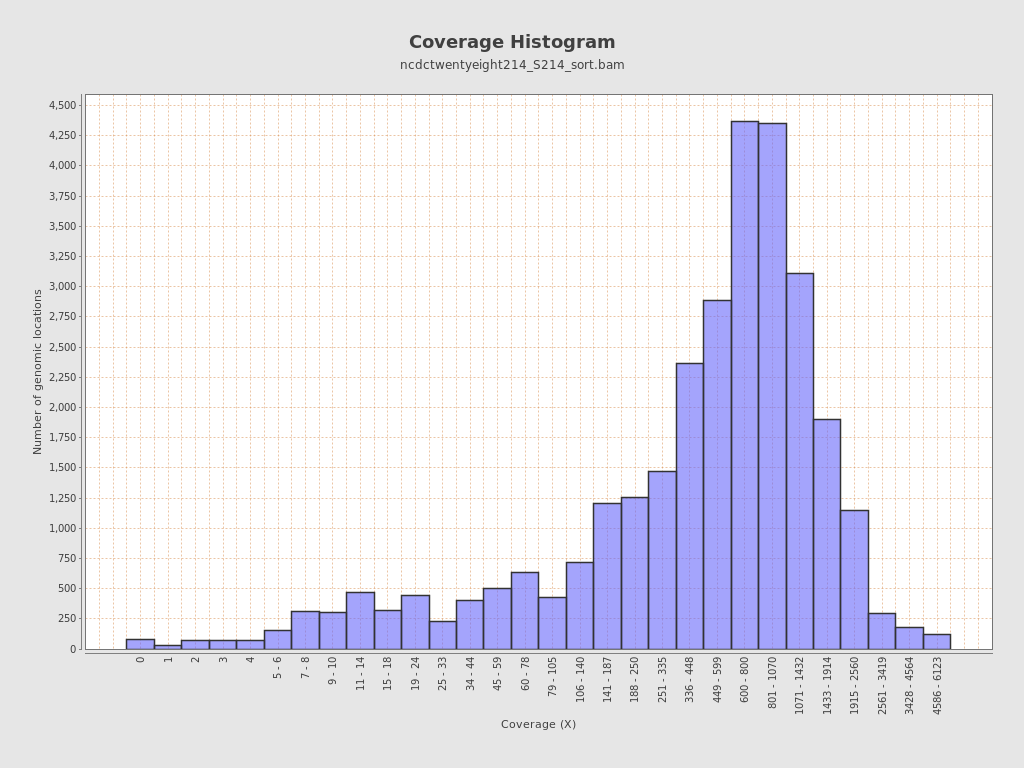 Coverage Histogram
ncdctwentyeight214_S214_sort.bam
4,500
4,250
4,000
3,750
3,500
3,250
3,000
2,750
2,500
2,250
2,000
1,750
1,500
1,250
1,000
750
500
250
0
Number of genomic locations
0
1
2
3
4
5 - 6
7 - 8
9 - 10
11 - 14
15 - 18
19 - 24
25 - 33
34 - 44
45 - 59
60 - 78
79 - 105
106 - 140
141 - 187
188 - 250
251 - 335
336 - 448
449 - 599
600 - 800
801 - 1070
1071 - 1432
1433 - 1914
1915 - 2560
2561 - 3419
3428 - 4564
4586 - 6123
Coverage (X)